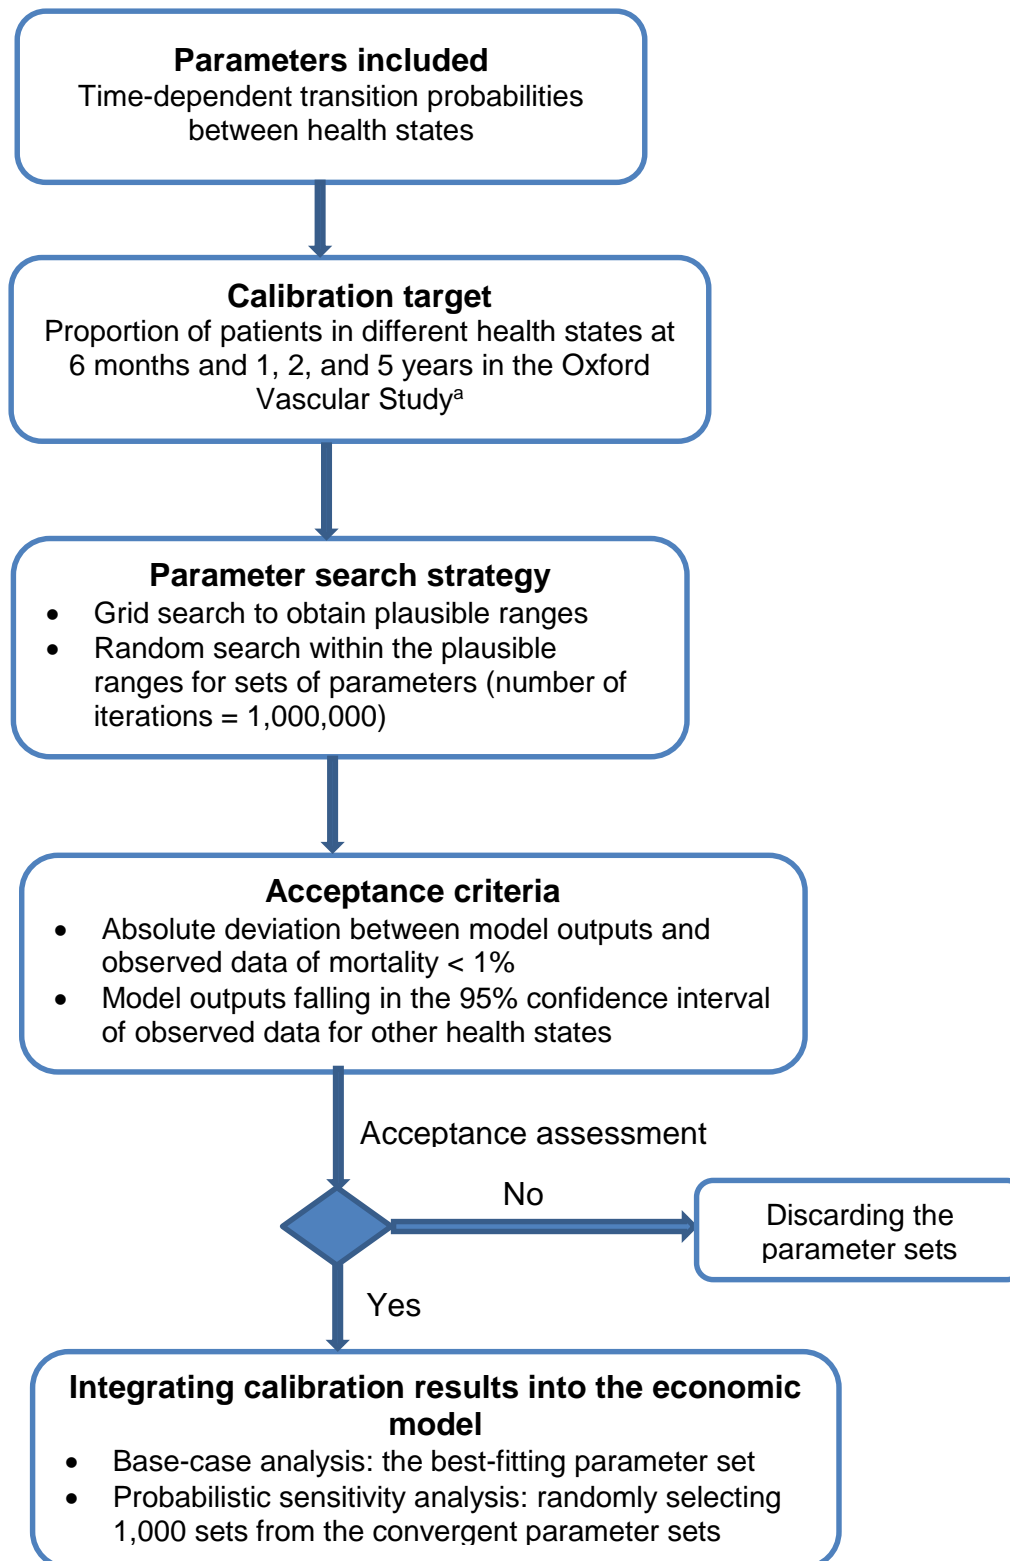 Parameters included
Time-dependent transition probabilities
between health states
Calibration target
Proportion of patients in different health states at
6 months and 1, 2, and 5 years in the Oxford
Vascular Studyᵃ
Parameter search strategy
• Grid search to obtain plausible ranges
• Random search within the plausible
ranges for sets of parameters (number of
iterations = 1,000,000)
Acceptance criteria
• Absolute deviation between model outputs and
observed data of mortality < 1%
• Model outputs falling in the 95% confidence interval
of observed data for other health states
Acceptance assessment
No
Discarding the
parameter sets
Yes
Integrating calibration results into the economic
model
• Base-case analysis: the best-fitting parameter set
• Probabilistic sensitivity analysis: randomly selecting
1,000 sets from the convergent parameter sets